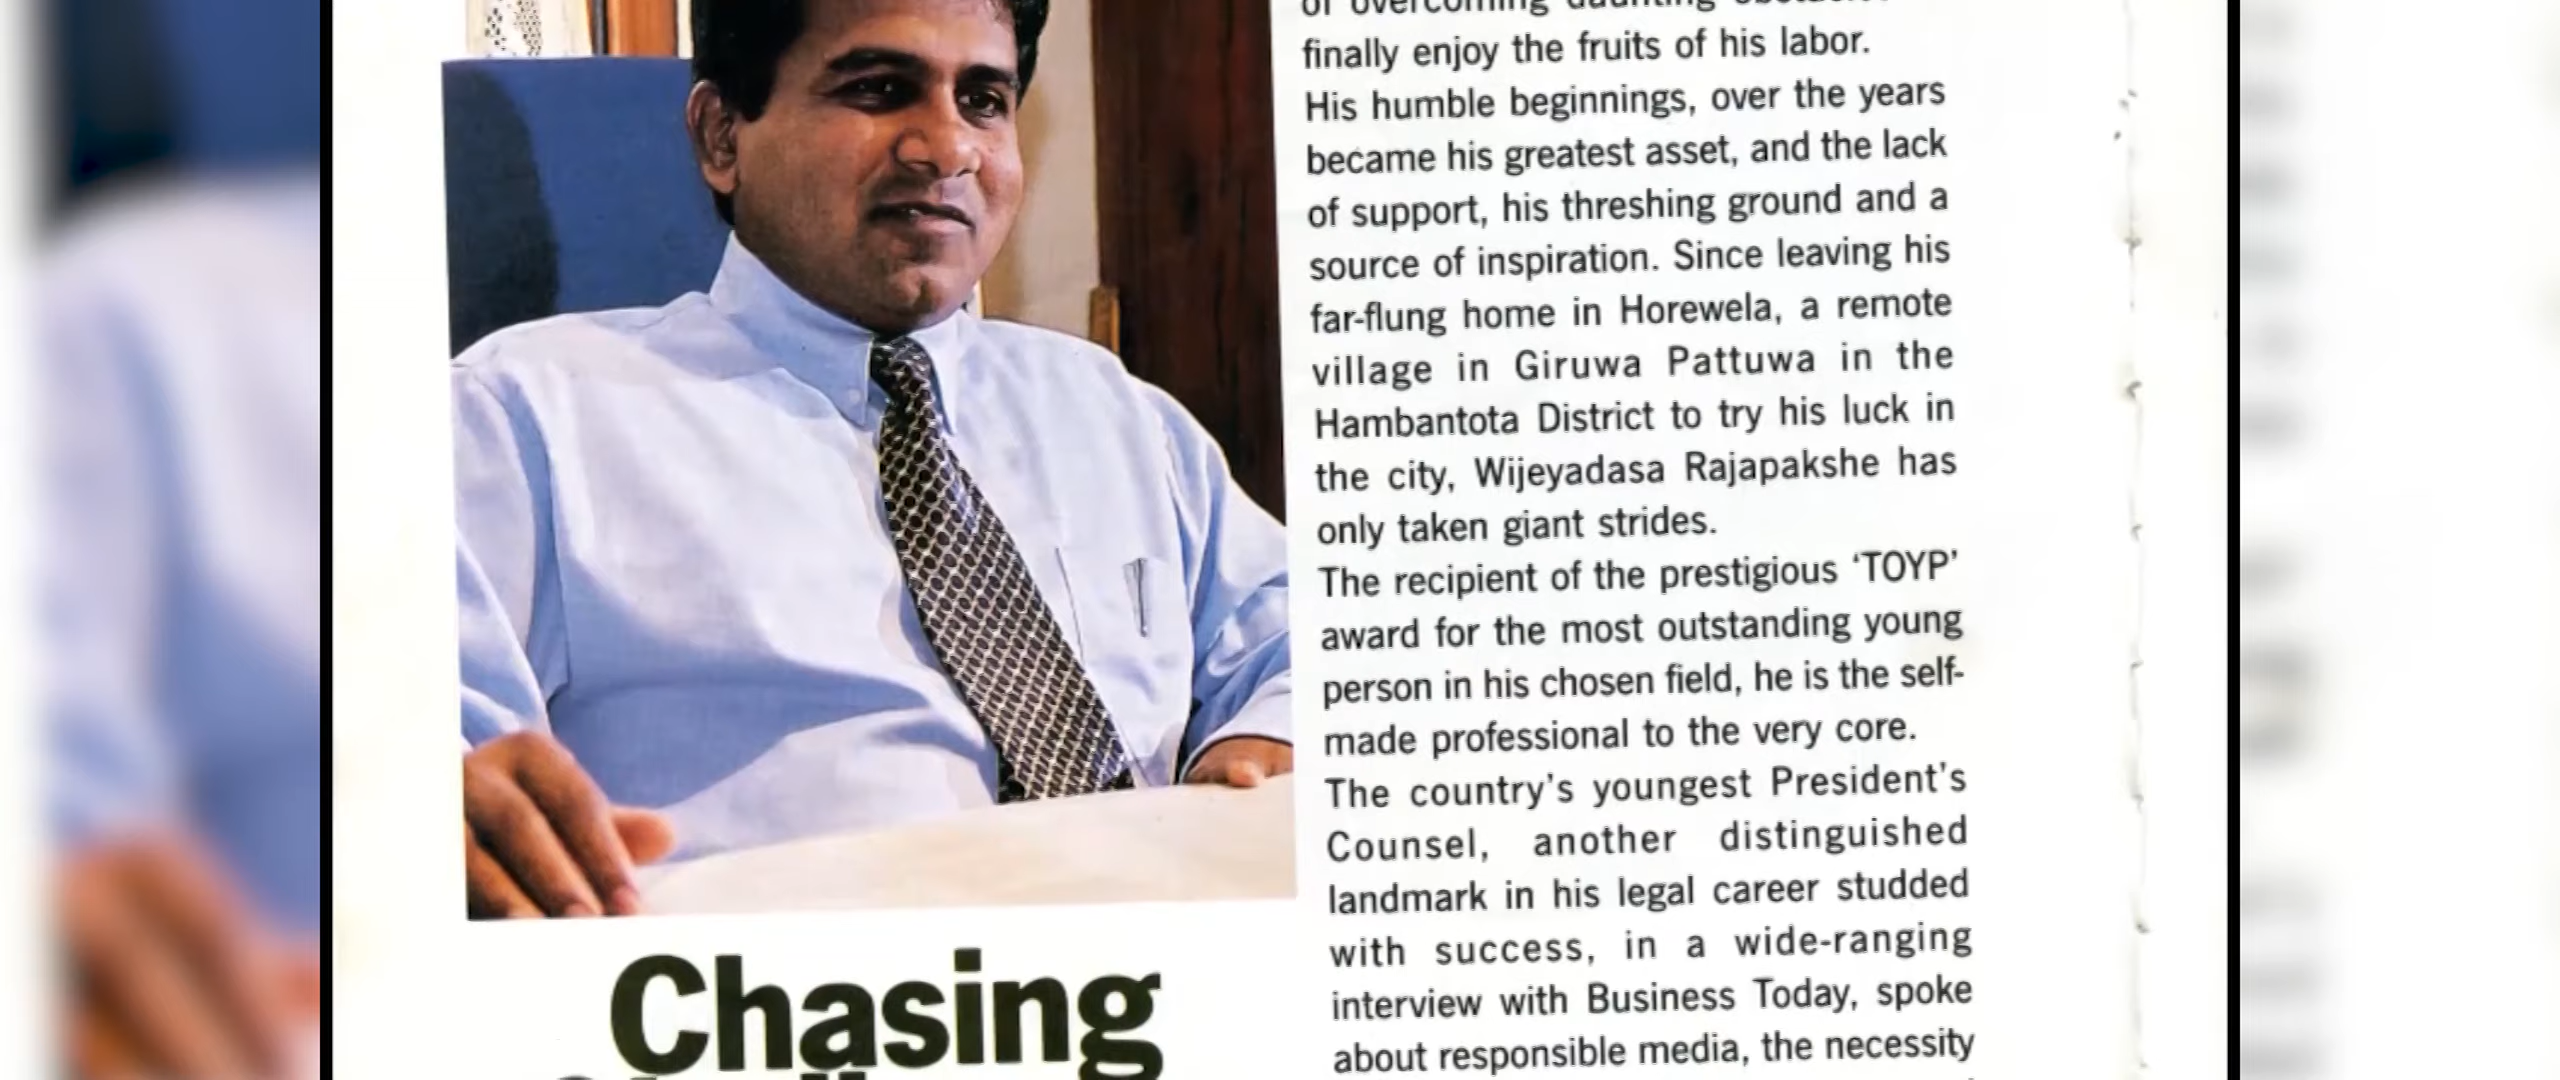 of overcoming daunting
finally enjoy the fruits of his labor.
His humble beginnings, over the years
became his greatest asset, and the lack
of support, his threshing ground and a
source of inspiration. Since leaving his
far-flung home in Horewela, a remote
village in Giruwa Pattuwa in the
Hambantota District to try his luck in
the city, Wijeyadasa Rajapakshe has
only taken giant strides.
The recipient of the prestigious ‘TOYP’
award for the most outstanding young
person in his chosen field, he is the self-
made professional to the very core.
The country’s youngest President’s
Counsel, another distinguished
landmark in his legal career studded
with success, in a wide-ranging
interview with Business Today, spoke
about responsible media, the necessity
Chasing